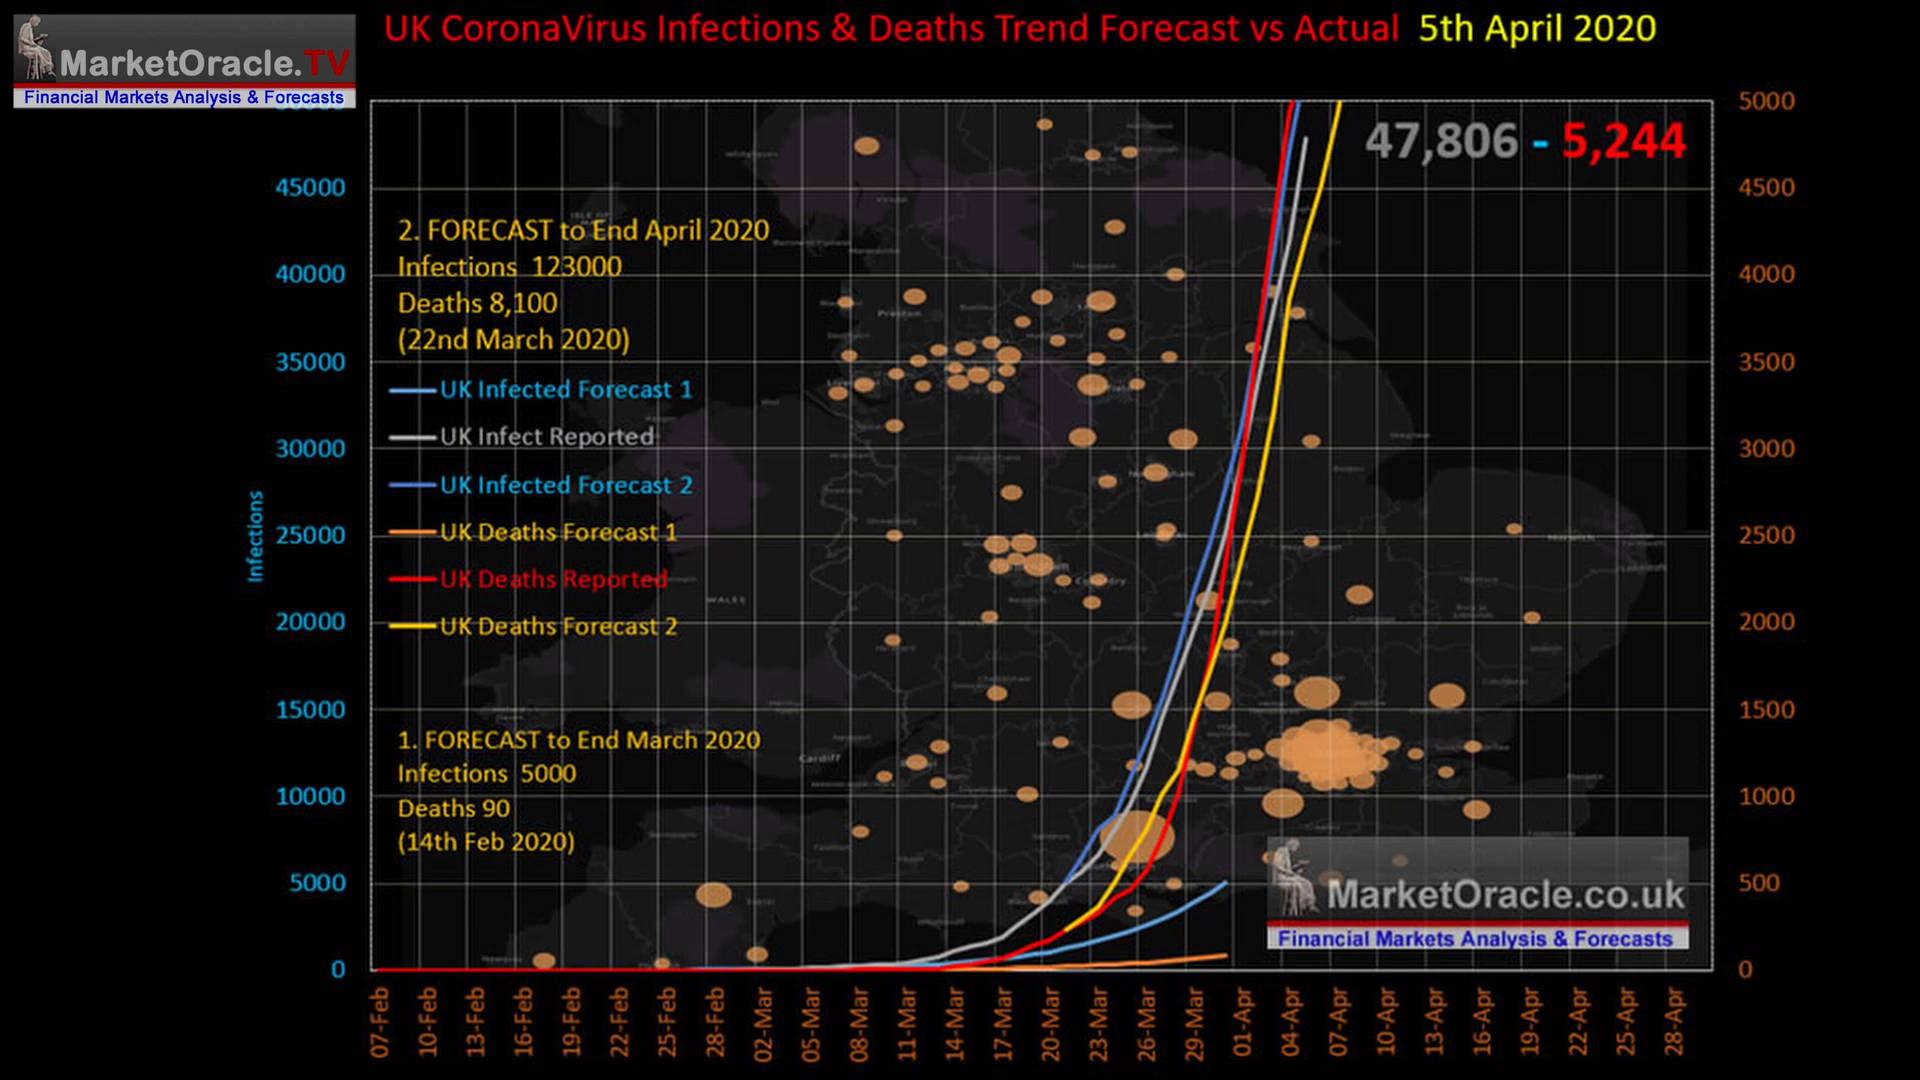 MarketOracle.TV
Financial Markets Analysis & Forecasts
UK CoronaVirus Infections & Deaths Trend Forecast vs Actual 5th April 2020
47,806 - 5,244
5000
45000
4500
40000
4000
35000
3500
30000
3000
25000
2500
20000
2000
15000
1500
10000
1000
5000
500
0
0
Infections
2. FORECAST to End April 2020
Infections 123000
Deaths 8,100
(22nd March 2020)
UK Infected Forecast 1
UK Infect Reported
UK Infected Forecast 2
UK Deaths Forecast 1
UK Deaths Reported
UK Deaths Forecast 2
1. FORECAST to End March 2020
Infections 5000
Deaths 90
(14th Feb 2020)
Preston
WALES
Cardiff
Norwich
MarketOracle.co.uk
Financial Markets Analysis & Forecasts
07-Feb
10-Feb
13-Feb
16-Feb
19-Feb
22-Feb
25-Feb
28-Feb
02-Mar
05-Mar
08-Mar
11-Mar
14-Mar
17-Mar
20-Mar
23-Mar
26-Mar
29-Mar
01-Apr
04-Apr
07-Apr
10-Apr
13-Apr
16-Apr
19-Apr
22-Apr
25-Apr
28-Apr